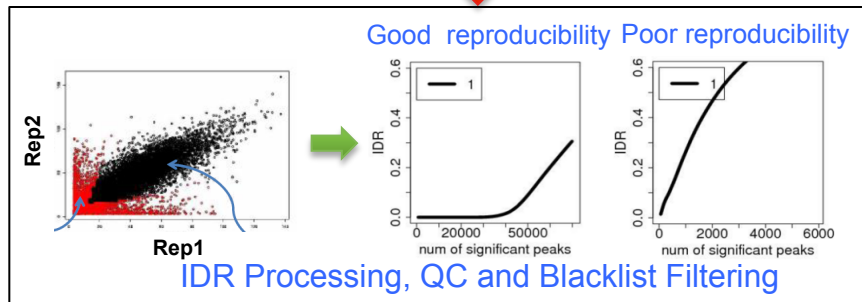 Good reproducibility Poor reproducibility
Rep2
Rep1
IDR
0.0 0.2 0.4 0.6
1
0 20000 50000
num of significant peaks
IDR
0.0 0.2 0.4 0.6
1
0 2000 4000 6000
num of significant peaks
IDR Processing, QC and Blacklist Filtering